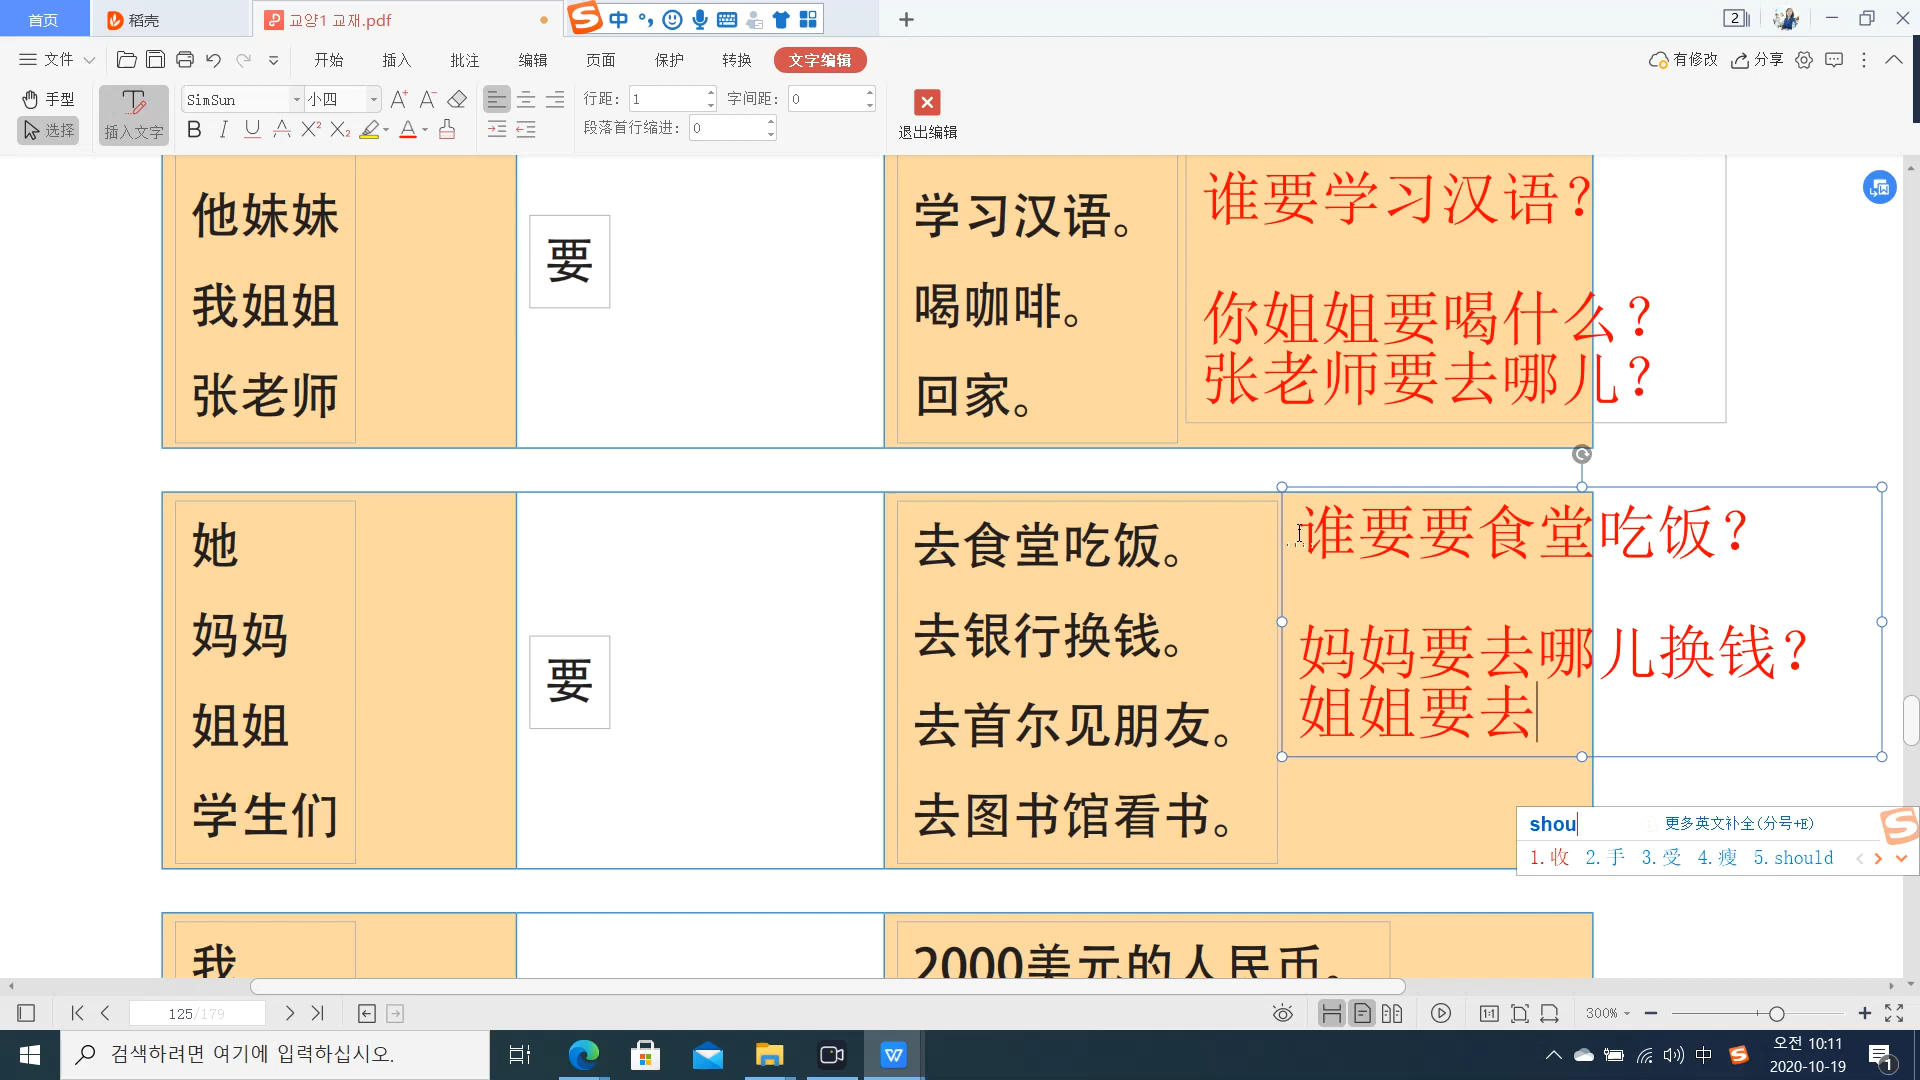 首页
稻壳
교양1 교재.pdf
中
2
文件
开始
插入
批注
编辑
页面
保护
转换
文字编辑
有修改
分享
手型
选择
插入文字
SimSun
小四
行距: 1
字间距: 0
段落首行缩进: 0
退出编辑
他妹妹
我姐姐
张老师
要
学习汉语。
喝咖啡。
回家。
谁要学习汉语?
你姐姐要喝什么?
张老师要去哪儿?
她
妈妈
姐姐
学生们
要
去食堂吃饭。
去银行换钱。
去首尔见朋友。
去图书馆看书。
谁要要食堂吃饭?
妈妈要去哪儿换钱?
姐姐要去
shou
更多英文补全(分号+E)
1.收 2.手 3.受 4.瘦 5.should
我
2000美元的人民币。
125/179
300%
검색하려면 여기에 입력하십시오.
中
오전 10:11
2020-10-19
1